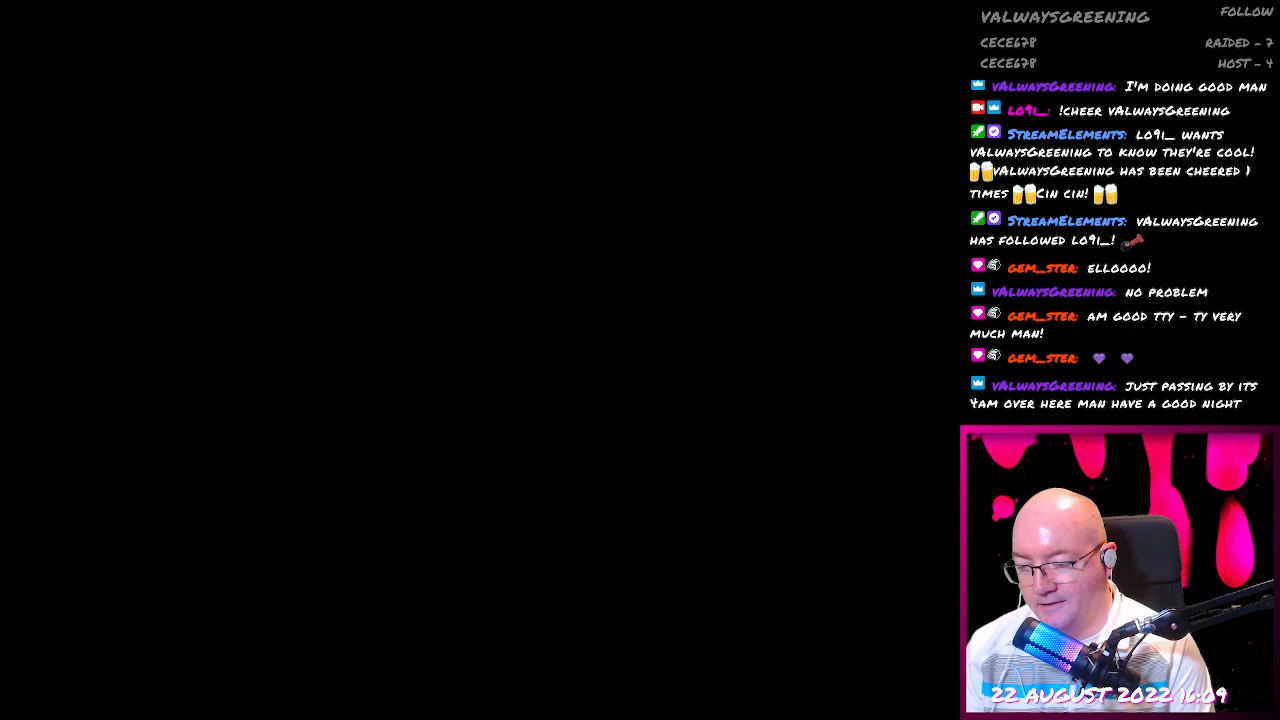 vAlwaysGreening Follow
Cece678 Raided - 7
Cece678 Host - 4
vAlwaysGreening: I'm doing good man
lo9i_: !cheer vAlwaysGreening
StreamElements: lo9i_ wants
vAlwaysGreening to know they're cool!
vAlwaysGreening has been cheered 1
times Cin cin!
StreamElements: vAlwaysGreening
has followed lo9i_!
gem_ster: elloooo!
vAlwaysGreening: no problem
gem_ster: am good tty - ty very
much man!
gem_ster:
vAlwaysGreening: just passing by its
4am over here man have a good night
22 August 2022 16:09